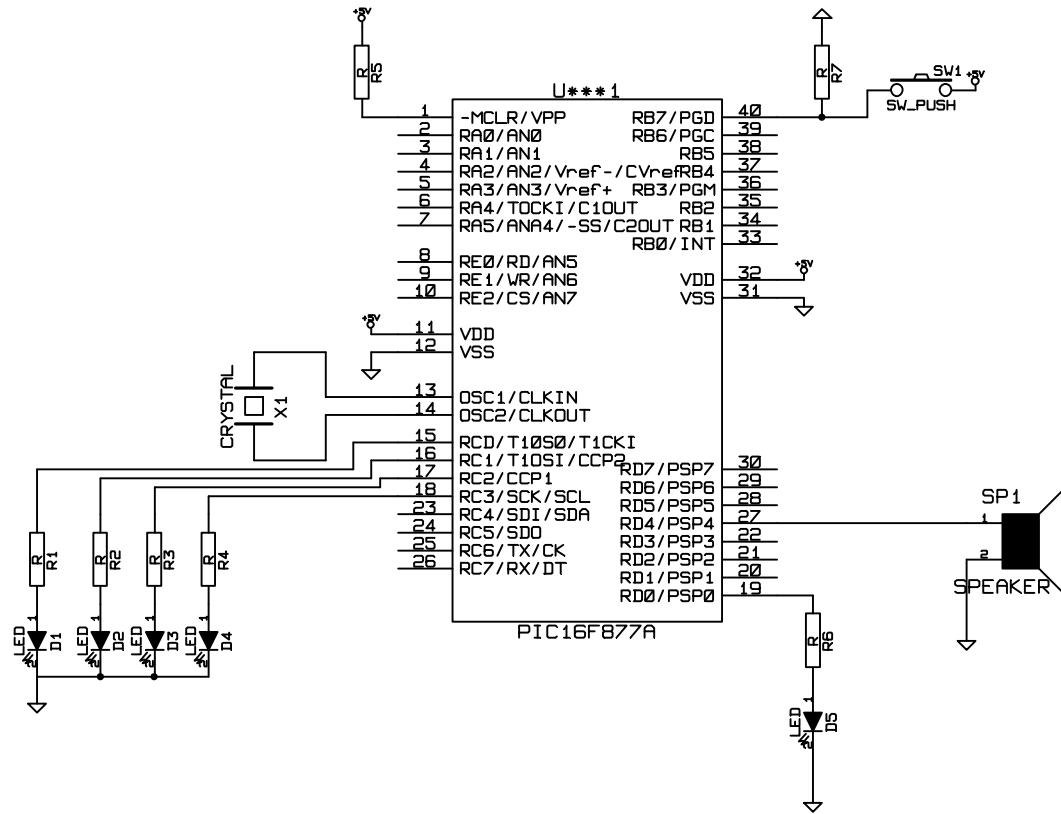 +5V
R
R5
R
R7
SW1
+5V
SW_PUSH
U***1
1 -MCLR/VPP RB7/PGD 40
2 RA0/AN0 RB6/PGC 39
3 RA1/AN1 RB5 38
4 RA2/AN2/Vref-/CVref RB4 37
5 RA3/AN3/Vref+ RB3/PGM 36
6 RA4/TOCKI/C1OUT RB2 35
7 RA5/ANA4/-SS/C2OUT RB1 34
RB0/INT 33
8 RE0/RD/AN5
9 RE1/WR/AN6 VDD 32
+5V
10 RE2/CS/AN7 VSS 31
+5V
11 VDD
12 VSS
CRYSTAL
X1
13 OSC1/CLKIN
14 OSC2/CLKOUT
15 RCD/T1OSO/T1CKI
16 RC1/T1OSI/CCP2
17 RC2/CCP1
18 RC3/SCK/SCL
23 RC4/SDI/SDA
24 RC5/SDO
25 RC6/TX/CK
26 RC7/RX/DT
RD7/PSP7 30
RD6/PSP6 29
RD5/PSP5 28
RD4/PSP4 27
RD3/PSP3 22
RD2/PSP2 21
RD1/PSP1 20
RD0/PSP0 19
PIC16F877A
SP1
1
2
SPEAKER
R
R1
R
R2
R
R3
R
R4
1
LED
D1
2
1
LED
D2
2
1
LED
D3
2
1
LED
D4
2
R
R6
1
LED
D5
2